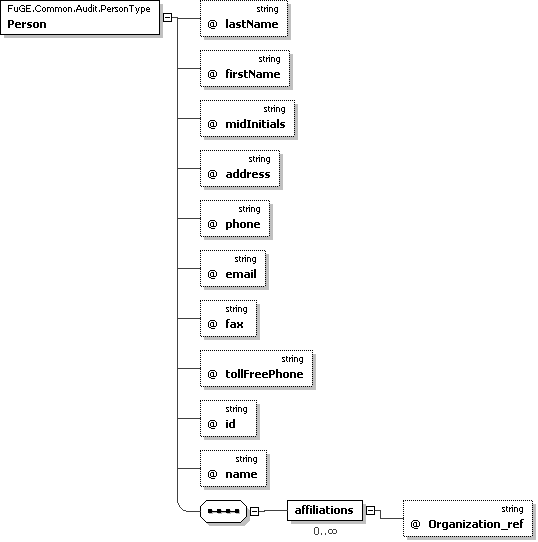 FuGE.Common.Audit.PersonType
Person
string
@ lastName
string
@ firstName
string
@ midInitials
string
@ address
string
@ phone
string
@ email
string
@ fax
string
@ tollFreePhone
string
@ id
string
@ name
affiliations
0..∞
string
@ Organization_ref